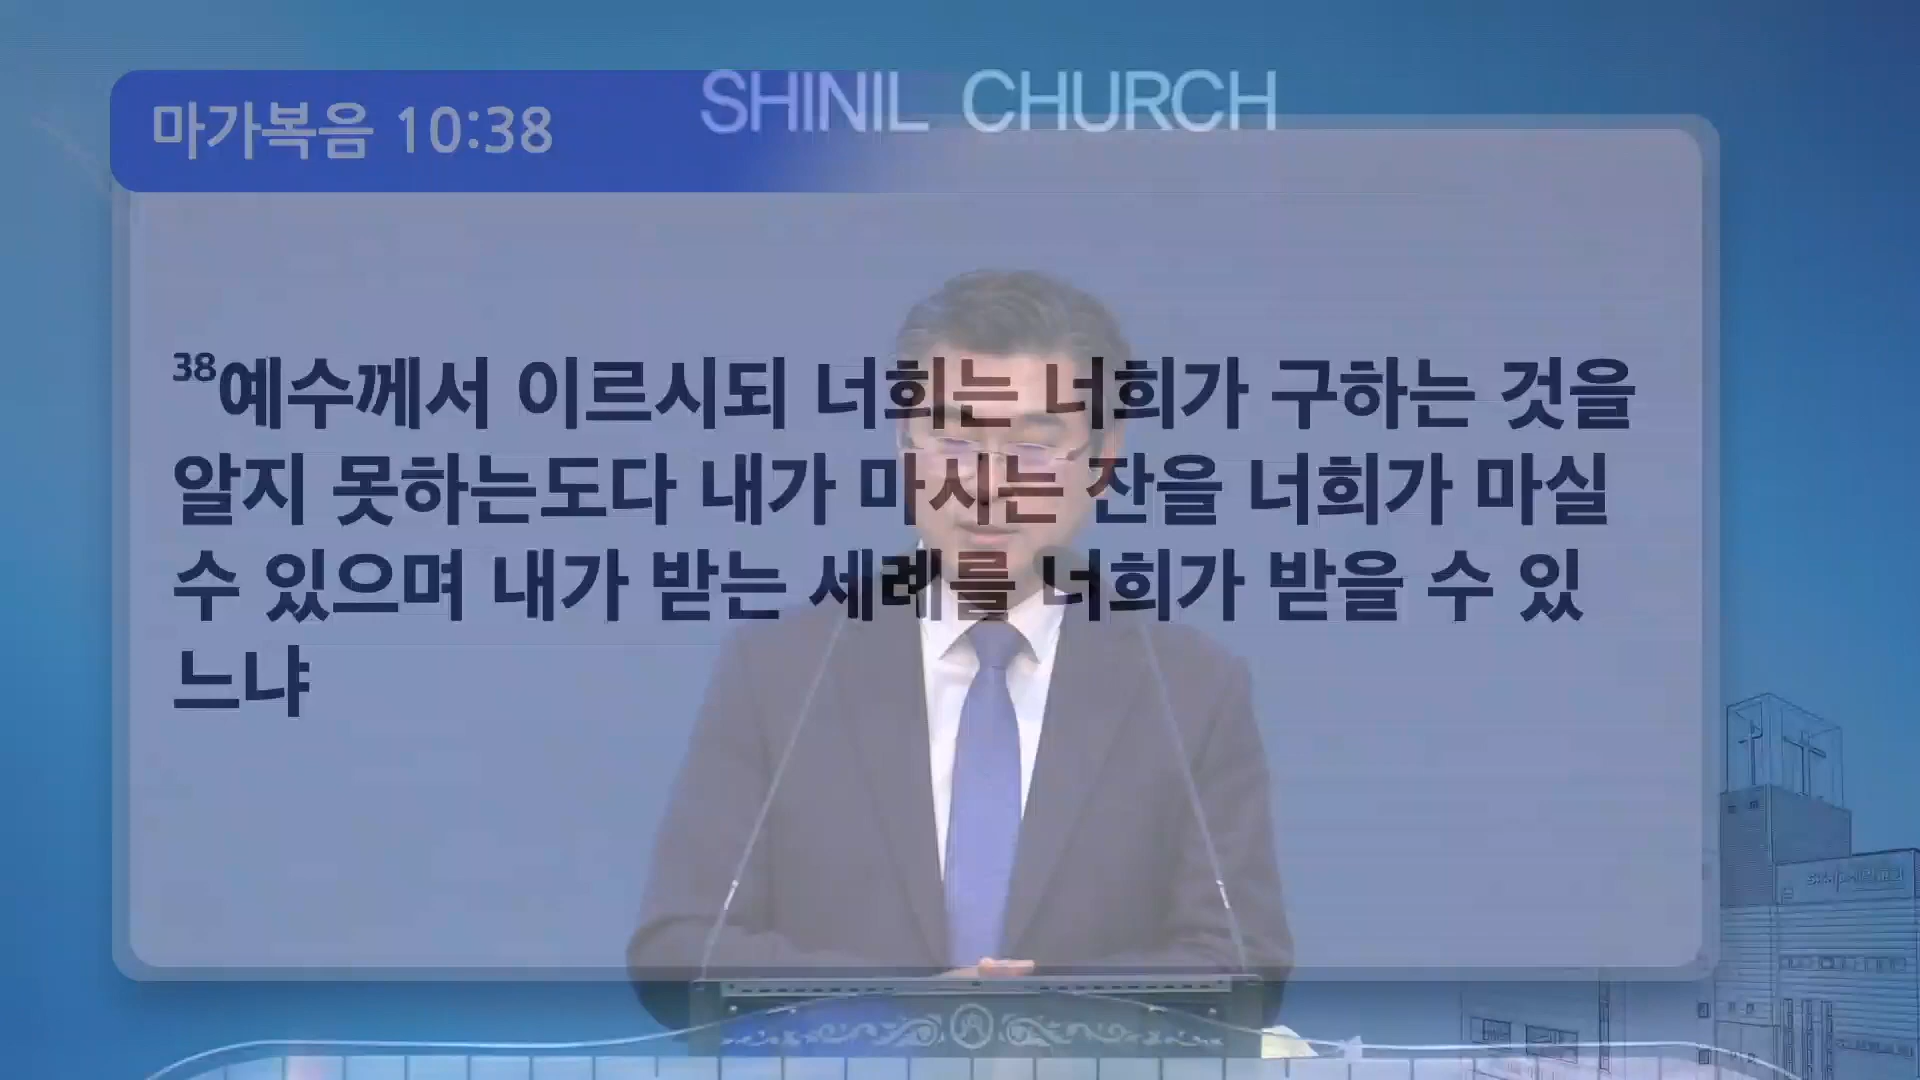 SHINIL CHURCH
마가복음 10:38
38예수께서 이르시되 너희는 너희가 구하는 것을
알지 못하는도다 내가 마시는 잔을 너희가 마실
수 있으며 내가 받는 세례를 너희가 받을 수 있
느냐